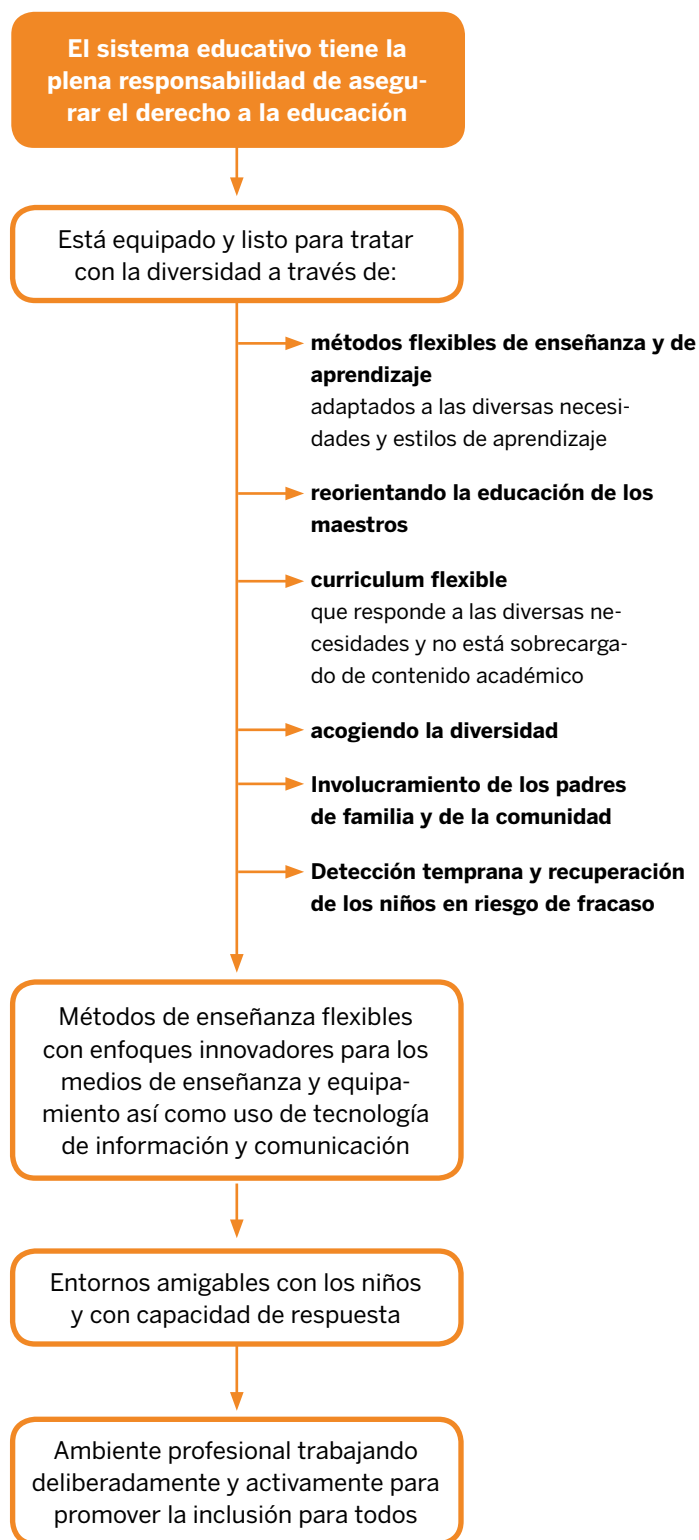 El sistema educativo tiene la
plena responsabilidad de asegu-
rar el derecho a la educación
Está equipado y listo para tratar
con la diversidad a través de:
métodos flexibles de enseñanza y de
aprendizaje
adaptados a las diversas necesi-
dades y estilos de aprendizaje
reorientando la educación de los
maestros
curriculum flexible
que responde a las diversas ne-
cesidades y no está sobrecarga-
do de contenido académico
acogiendo la diversidad
Involucramiento de los padres
de familia y de la comunidad
Detección temprana y recuperación
de los niños en riesgo de fracaso
Métodos de enseñanza flexibles
con enfoques innovadores para los
medios de enseñanza y equipa-
miento así como uso de tecnología
de información y comunicación
Entornos amigables con los niños
y con capacidad de respuesta
Ambiente profesional trabajando
deliberadamente y activamente para
promover la inclusión para todos